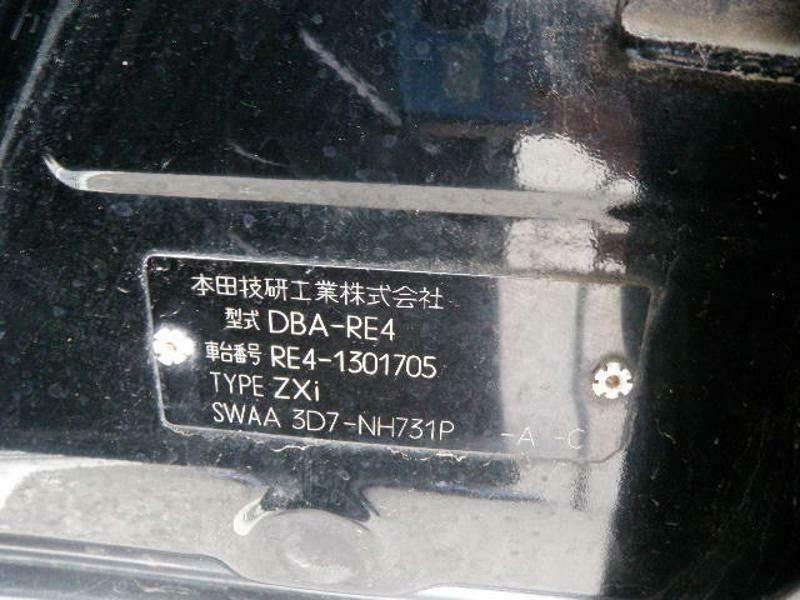 本田技研工業株式会社
型式 DBA-RE4
車台番号 RE4-1301705
TYPE ZXi
SWAA 3D7-NH731P -A -C